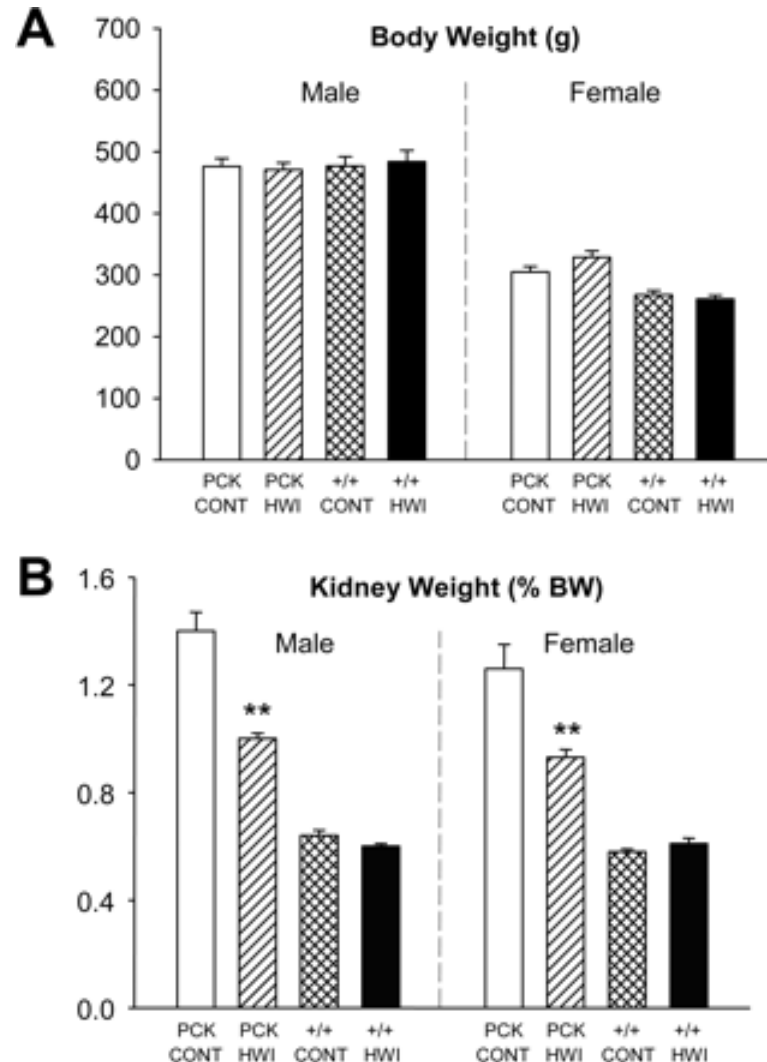 A
Body Weight (g)
700
600
500
400
300
200
100
0
Male
Female
PCK PCK +/+ +/+
CONT HWI CONT HWI
PCK PCK +/+ +/+
CONT HWI CONT HWI
B
Kidney Weight (% BW)
1.6
1.2
0.8
0.4
0.0
Male
Female
**
**
PCK PCK +/+ +/+
CONT HWI CONT HWI
PCK PCK +/+ +/+
CONT HWI CONT HWI